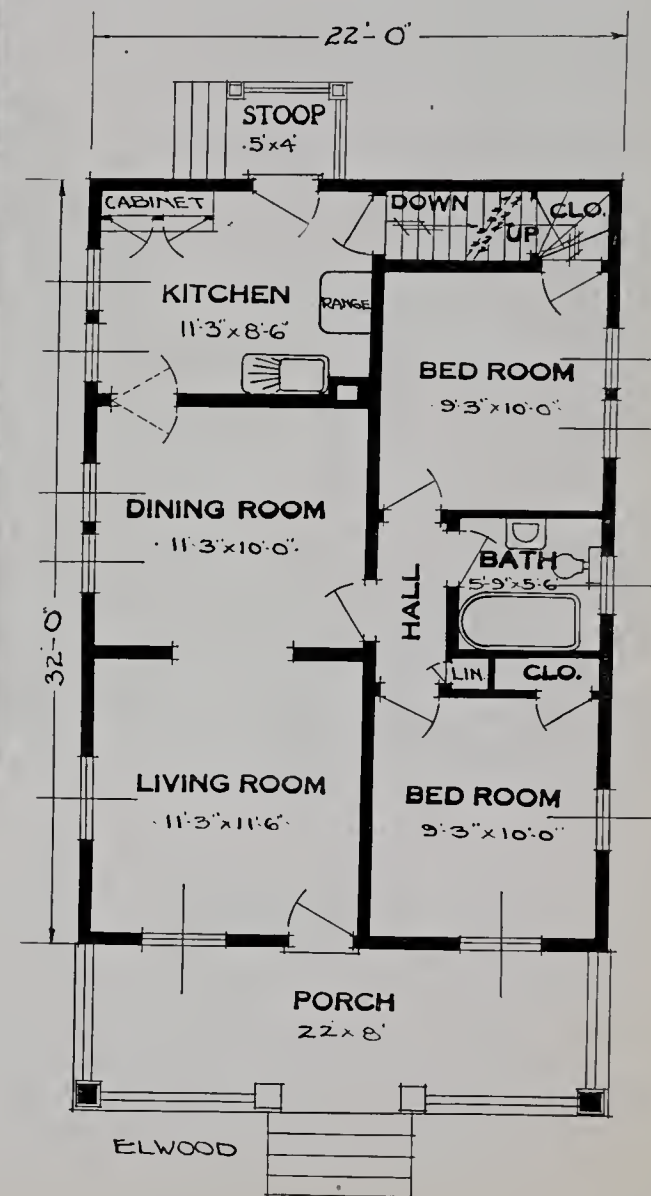 22'-0"
STOOP
5'x4'
CABINET
DOWN
UP
CLO.
KITCHEN
11'-3"x8'-6"
RANGE
BED ROOM
9'-3"x10'-0"
DINING ROOM
11'-3"x10'-0"
HALL
BATH
5'-9"x5'-6
32'-0"
LIN.
CLO.
LIVING ROOM
11'-3"x11'-6"
BED ROOM
9'-3"x10'-0"
PORCH
22'x8'
ELWOOD